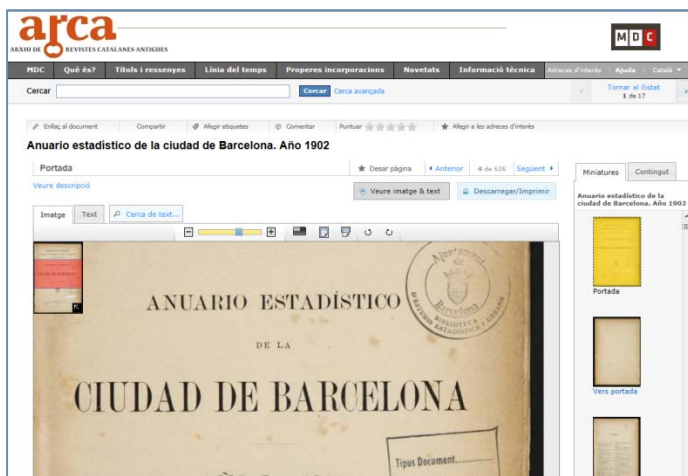 arca
ARXIU DE REVISTES CATALANES ANTIGUES
MDC
MDC Què és? Títols i ressenyes Línia del temps Properes incorporacions Novetats Informació tècnica Adreces d'interès Ajuda Català
Cercar Cercar Cerca avançada Tornar al llistat
1 de 17
Enllaç al document Compartir Afegir etiquetes Comentar Puntuar Afegir a les adreces d'interès
Anuario estadístico de la ciudad de Barcelona. Año 1902
Portada Desar pàgina Anterior 4 de 636 Següent
Miniatures Contingut
Veure descripció Veure imatge & text Descarregar/Imprimir
Anuario estadístico de la
ciudad de Barcelona. Año 1902
Imatge Text Cerca de text...
Portada
Vers portada
Ajuntament
de
Barcelona
BIBLIOTECA
ANUARIO ESTADÍSTICO
DE LA
CIUDAD DE BARCELONA
Tipus Document